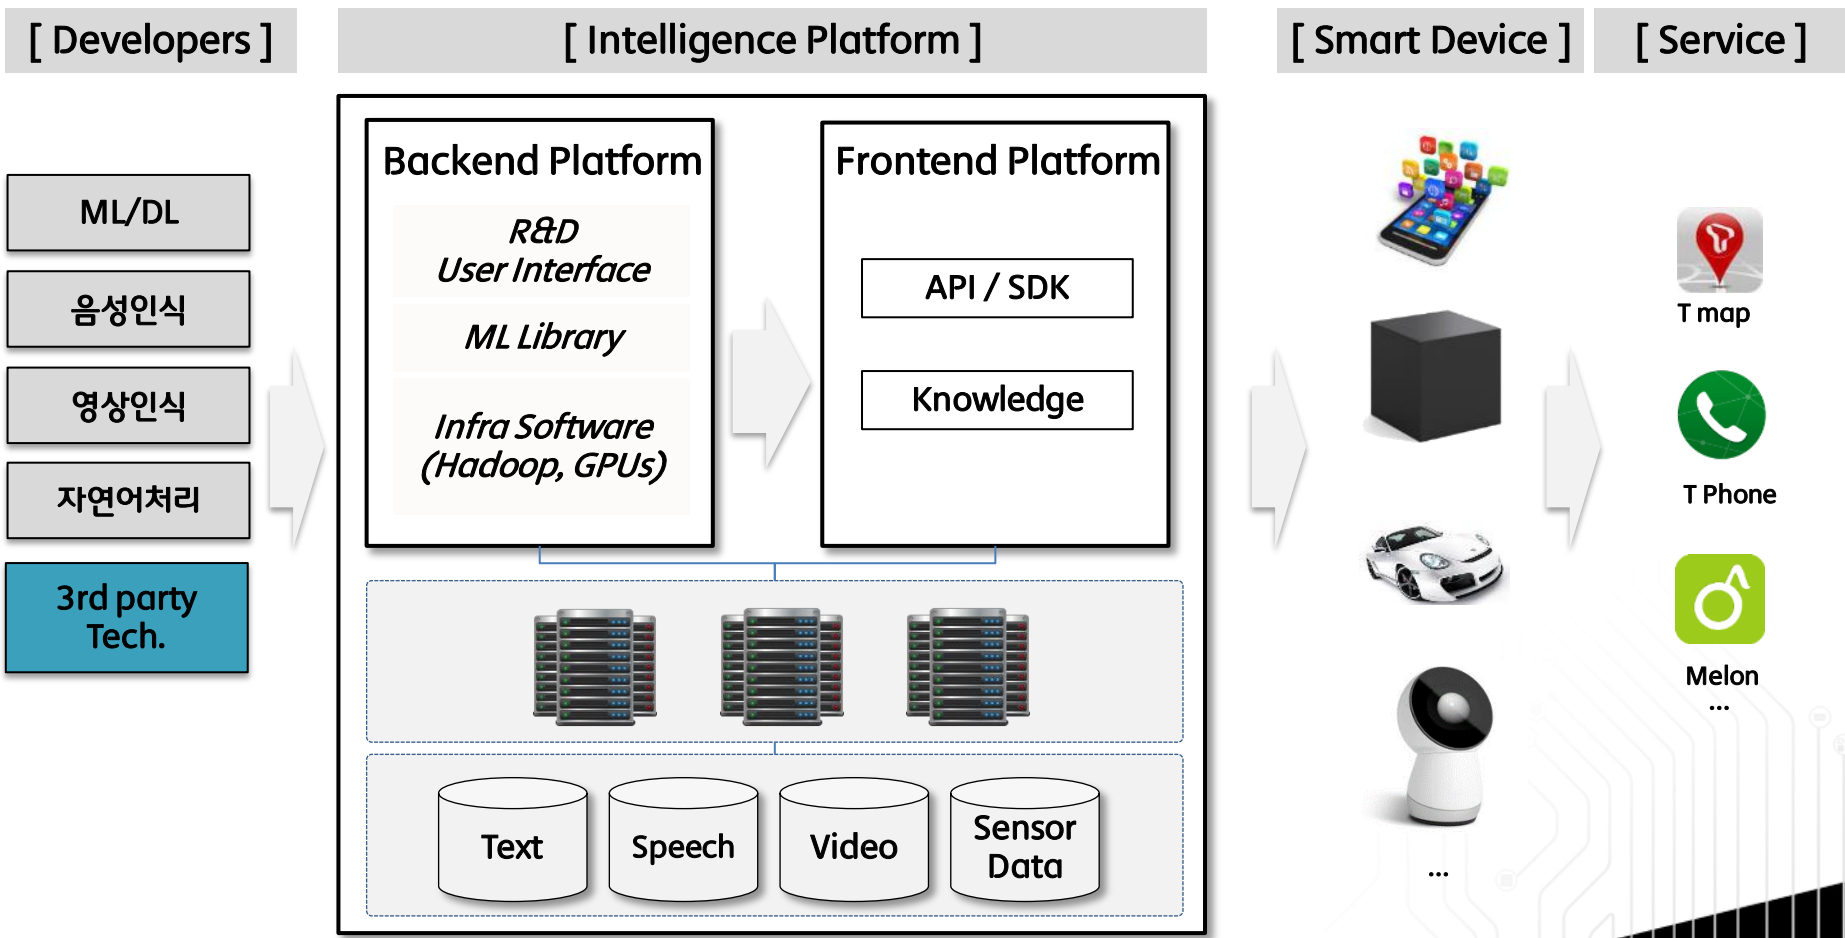 [ Developers ]
[ Intelligence Platform ]
[ Smart Device ]
[ Service ]
ML/DL
음성인식
영상인식
자연어처리
3rd party
Tech.
Backend Platform
R&D
User Interface
ML Library
Infra Software
(Hadoop, GPUs)
Frontend Platform
API / SDK
Knowledge
Text
Speech
Video
Sensor
Data
...
T map
T Phone
Melon
...